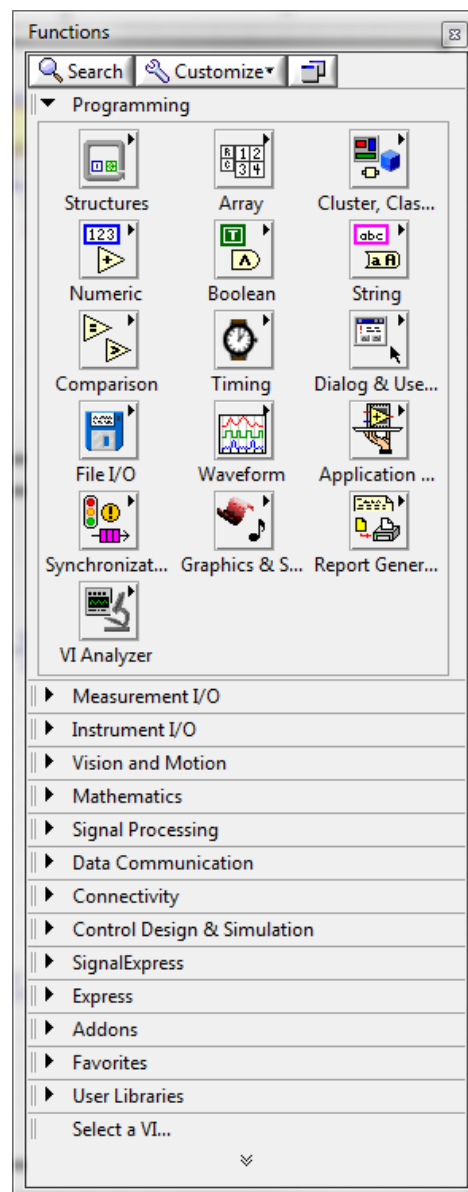 Functions
Search Customize
Programming
Structures Array Cluster, Clas...
123 abc
Numeric Boolean String
Comparison Timing Dialog & Use...
File I/O Waveform Application ...
Synchronizat... Graphics & S... Report Gener...
VI Analyzer
Measurement I/O
Instrument I/O
Vision and Motion
Mathematics
Signal Processing
Data Communication
Connectivity
Control Design & Simulation
SignalExpress
Express
Addons
Favorites
User Libraries
Select a VI...